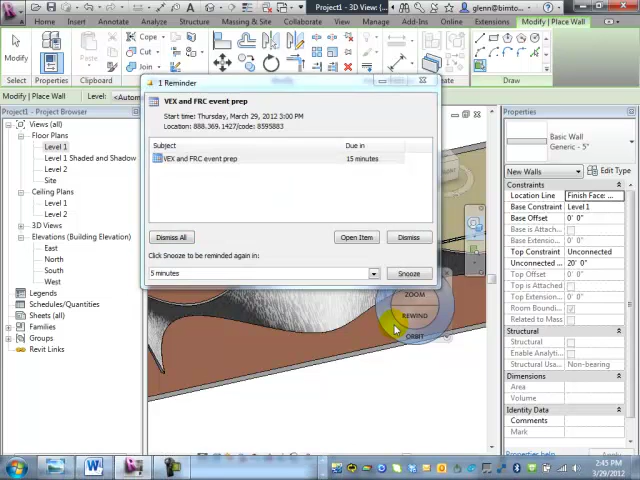 Project1 - 3D View: {
glenn@bimto...
Home Insert Annotate Analyze Structure Massing & Site Collaborate View Manage Add-Ins Extensions Modify | Place Wall
Modify
Cope
Cut
Join
Paste
Select Properties Clipboard Geometry Draw
Modify | Place Wall Level: <Autom
1 Reminder
VEX and FRC event prep
Start time: Thursday, March 29, 2012 3:00 PM
Location: 888.369.1427/code: 8595883
Subject Due in
VEX and FRC event prep 15 minutes
Dismiss All Open Item Dismiss
Click Snooze to be reminded again in:
5 minutes Snooze
Project1 - Project Browser
Views (all)
Floor Plans
Level 1
Level 1 Shaded and Shadow
Level 2
Site
Ceiling Plans
Level 1
Level 2
3D Views
Elevations (Building Elevation)
East
North
South
West
Legends
Schedules/Quantities
Sheets (all)
Families
Groups
Revit Links
ZOOM
REWIND
ORBIT
Properties
Basic Wall
Generic - 5"
New Walls Edit Type
Constraints
Location Line Finish Face: ...
Base Constraint Level 1
Base Offset 0' 0"
Base is Attach...
Base Extensio...
Top Constraint Unconnected
Unconnected ... 20' 0"
Top Offset 0' 0"
Top is Attach...
Top Extension... 0' 0"
Room Boundi...
Related to Mass
Structural
Structural
Enable Analyti...
Structural Usa... Non-bearing
Dimensions
Area
Volume
Identity Data
Comments
Mark
Properties help Apply
2:45 PM
3/29/2012